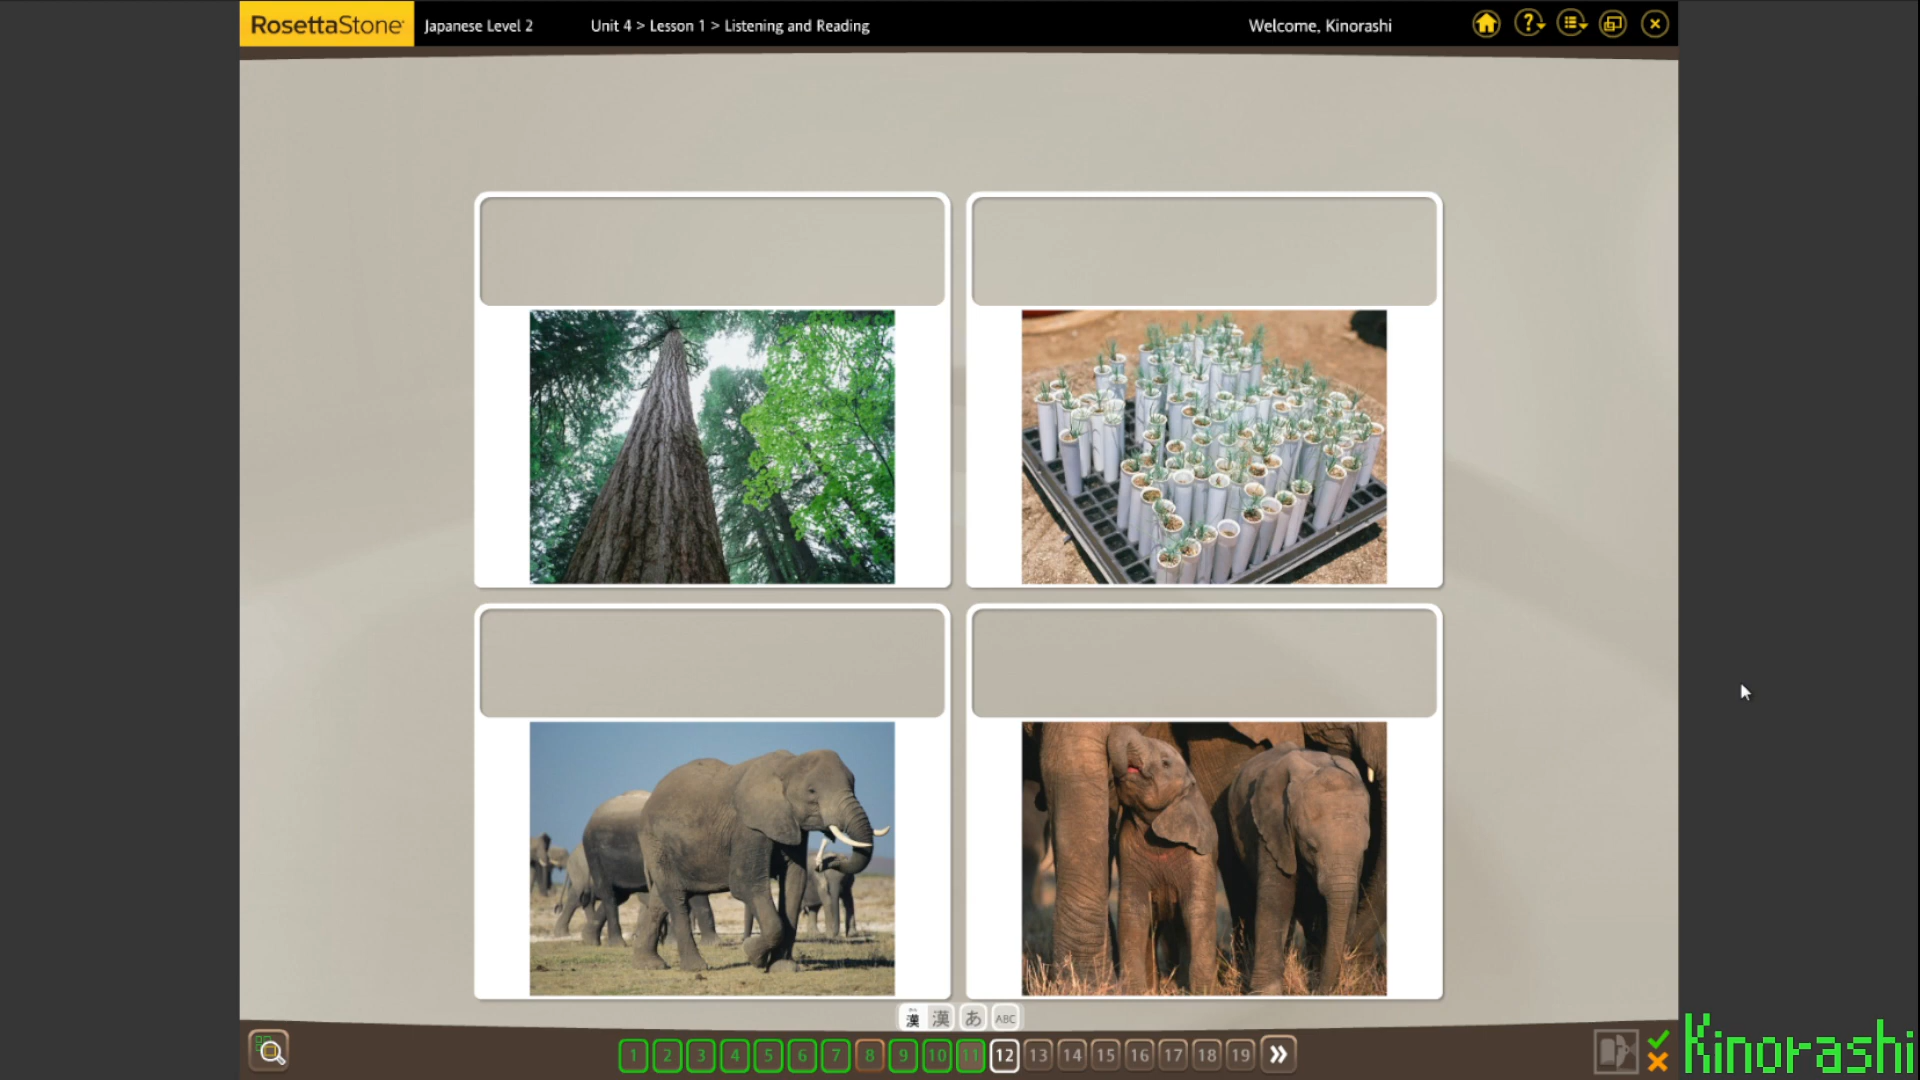 RosettaStone Japanese Level 2 Unit 4 > Lesson 1 > Listening and Reading Welcome, Kinorashi
漢 漢 あ ABC
1 2 3 4 5 6 7 8 9 10 11 12 13 14 15 16 17 18 19
Kinorashi